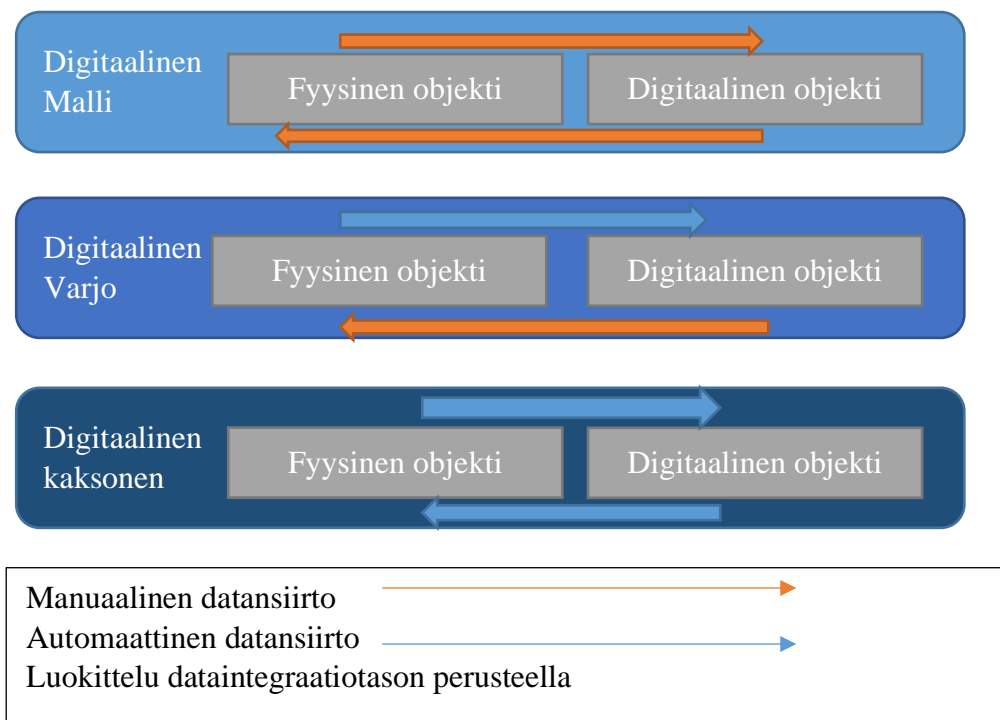 Digitaalinen
Malli
Fyysinen objekti
Digitaalinen objekti
Digitaalinen
Varjo
Fyysinen objekti
Digitaalinen objekti
Digitaalinen
kaksonen
Fyysinen objekti
Digitaalinen objekti
Manuaalinen datansiirto
Automaattinen datansiirto
Luokittelu dataintegraatiotason perusteella